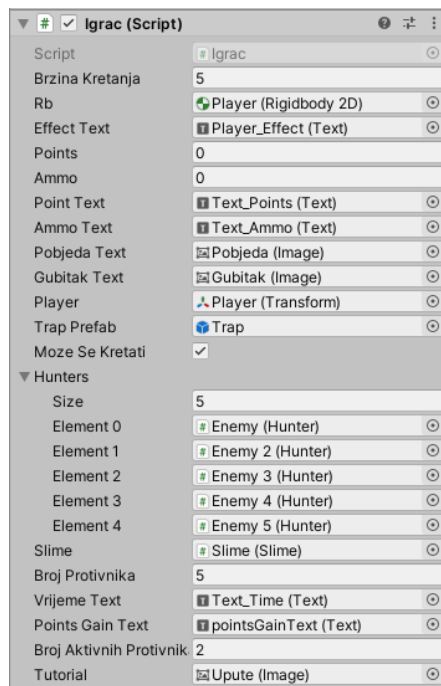 # Igrac (Script)
Script # Igrac
Brzina Kretanja 5
Rb Player (Rigidbody 2D)
Effect Text T Player_Effect (Text)
Points 0
Ammo 0
Point Text T Text_Points (Text)
Ammo Text T Text_Ammo (Text)
Pobjeda Text Pobjeda (Image)
Gubitak Text Gubitak (Image)
Player Player (Transform)
Trap Prefab Trap
Moze Se Kretati
Hunters
Size 5
Element 0 # Enemy (Hunter)
Element 1 # Enemy 2 (Hunter)
Element 2 # Enemy 3 (Hunter)
Element 3 # Enemy 4 (Hunter)
Element 4 # Enemy 5 (Hunter)
Slime # Slime (Slime)
Broj Protivnika 5
Vrijeme Text T Text_Time (Text)
Points Gain Text T pointsGainText (Text)
Broj Aktivnih Protivnik 2
Tutorial Upute (Image)